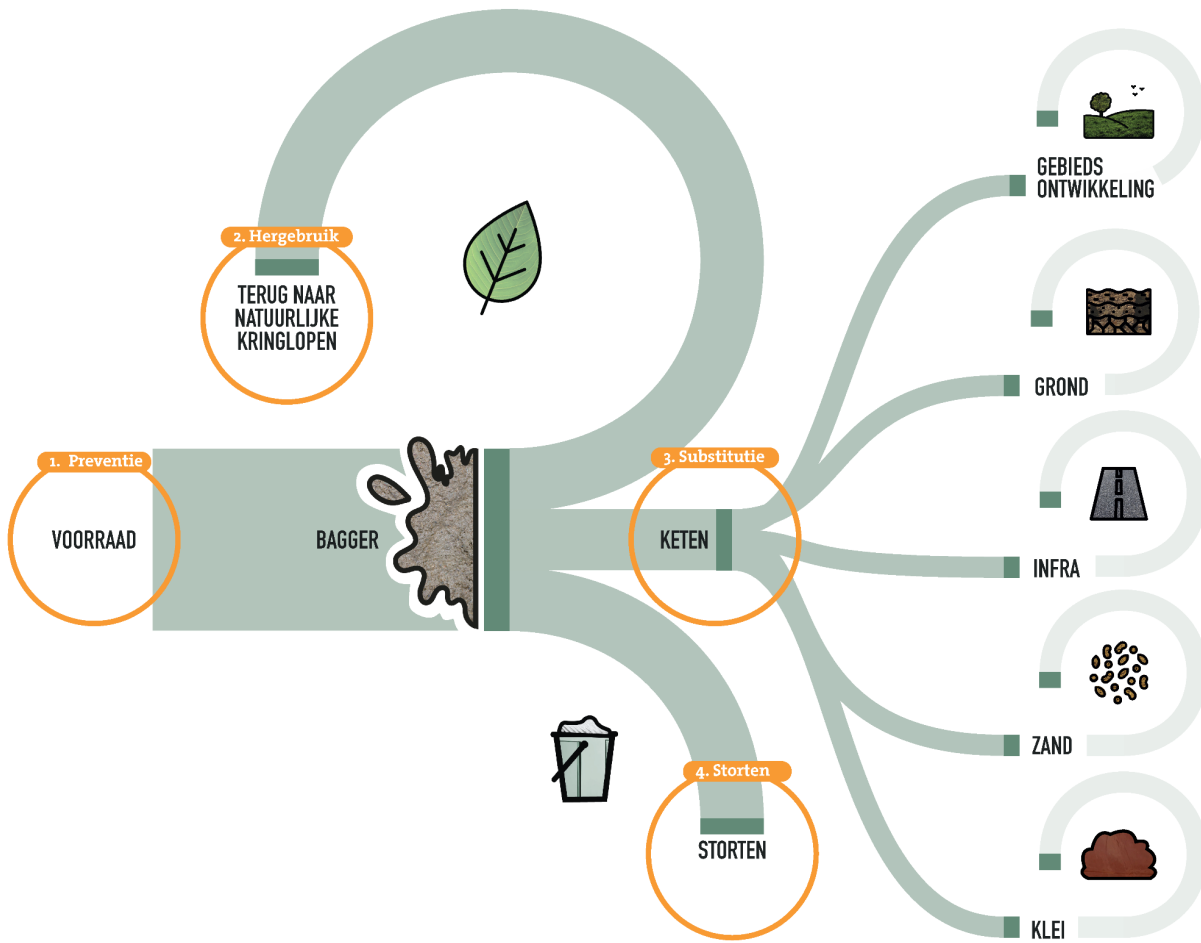 GEBIEDS
ONTWIKKELING
2. Hergebruik
TERUG NAAR
NATUURLIJKE
KRINGLOPEN
GROND
1. Preventie
VOORRAAD
BAGGER
3. Substitutie
KETEN
INFRA
ZAND
4. Storten
STORTEN
KLEI